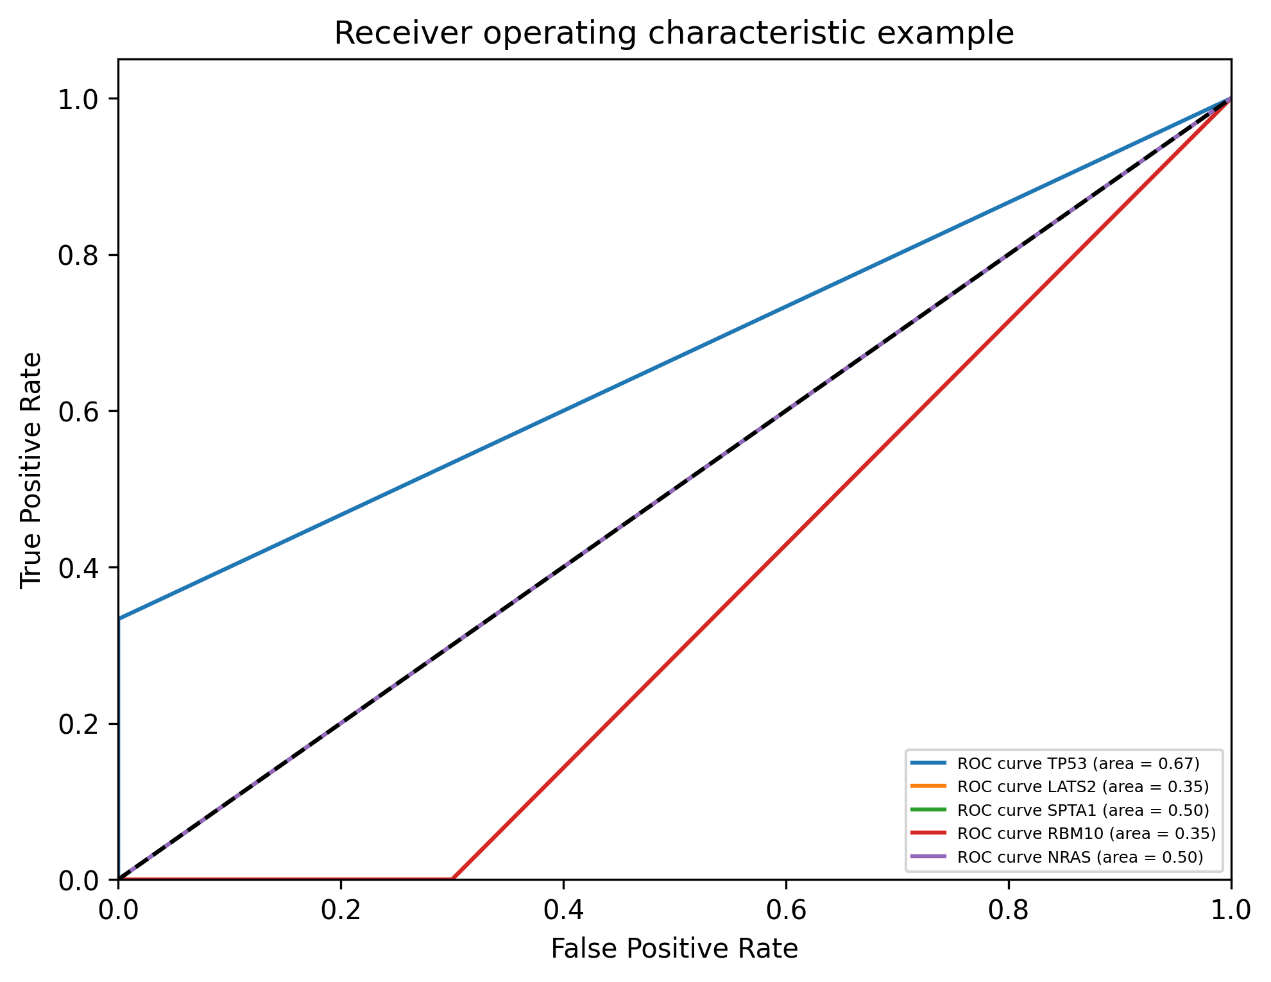 Receiver operating characteristic example
1.0
0.8
0.6
0.4
0.2
0.0
True Positive Rate
ROC curve TP53 (area = 0.67)
ROC curve LATS2 (area = 0.35)
ROC curve SPTA1 (area = 0.50)
ROC curve RBM10 (area = 0.35)
ROC curve NRAS (area = 0.50)
0.0 0.2 0.4 0.6 0.8 1.0
False Positive Rate